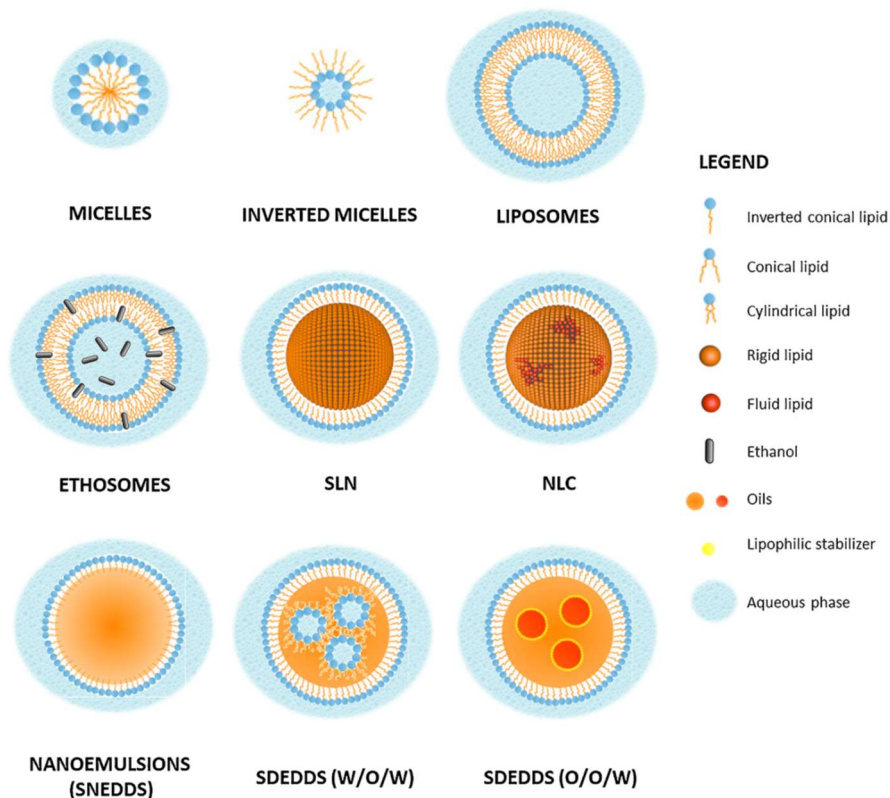 MICELLES
INVERTED MICELLES
LIPOSOMES
ETHOSOMES
SLN
NLC
NANOEMULSIONS
(SNEDDS)
SDEDDS (W/O/W)
SDEDDS (O/O/W)
LEGEND
Inverted conical lipid
Conical lipid
Cylindrical lipid
Rigid lipid
Fluid lipid
Ethanol
Oils
Lipophilic stabilizer
Aqueous phase